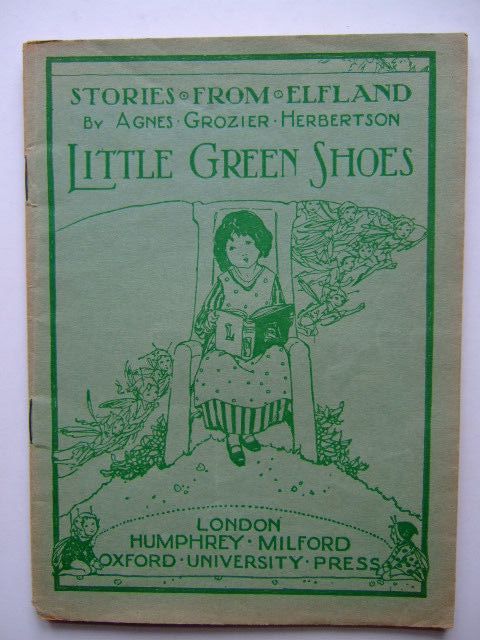 STORIES • FROM • ELFLAND
BY AGNES • GROZIER • HERBERTSON
LITTLE GREEN SHOES
LONDON
HUMPHREY • MILFORD
OXFORD • UNIVERSITY • PRESS